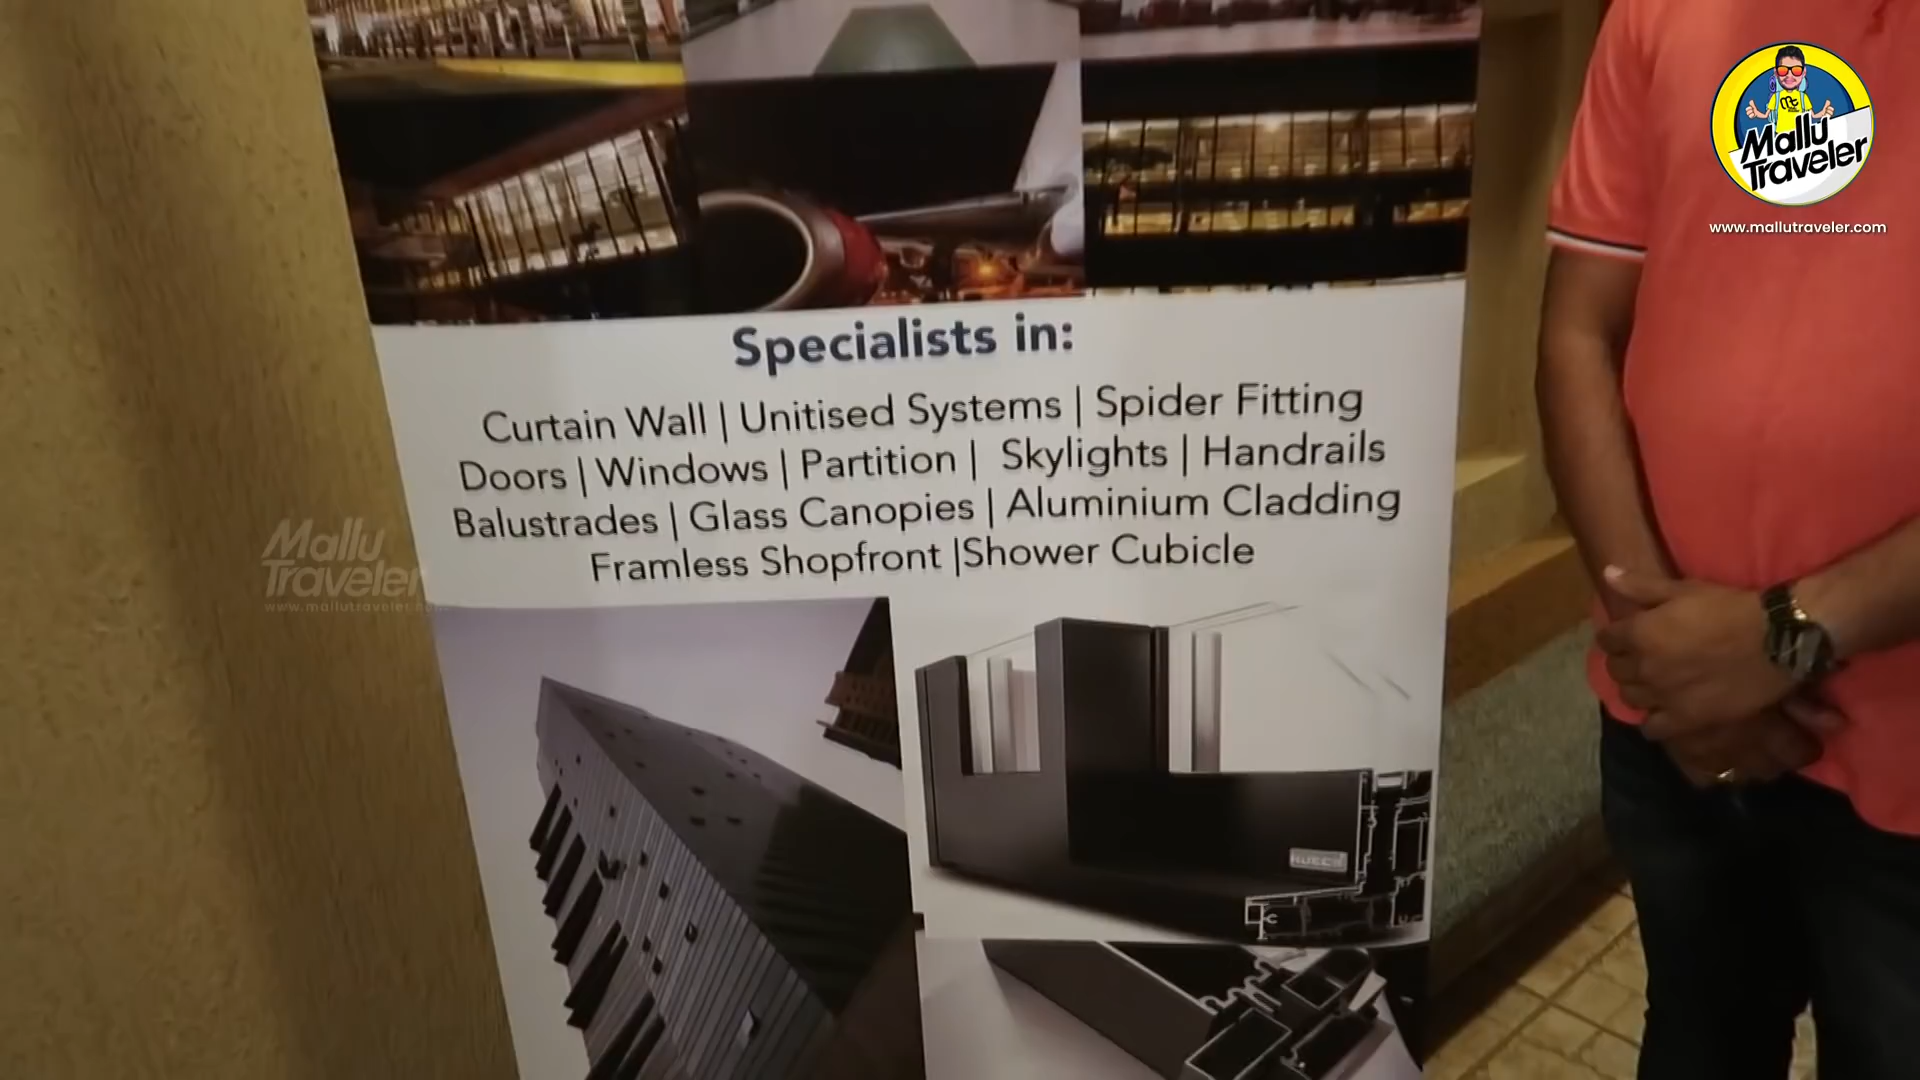 Mallu
Traveler
www.mallutraveler.com
Specialists in:
Curtain Wall | Unitised Systems | Spider Fitting
Doors | Windows | Partition | Skylights | Handrails
Balustrades | Glass Canopies | Aluminium Cladding
Framless Shopfront |Shower Cubicle
Mallu
Traveler
www.mallutraveler.com